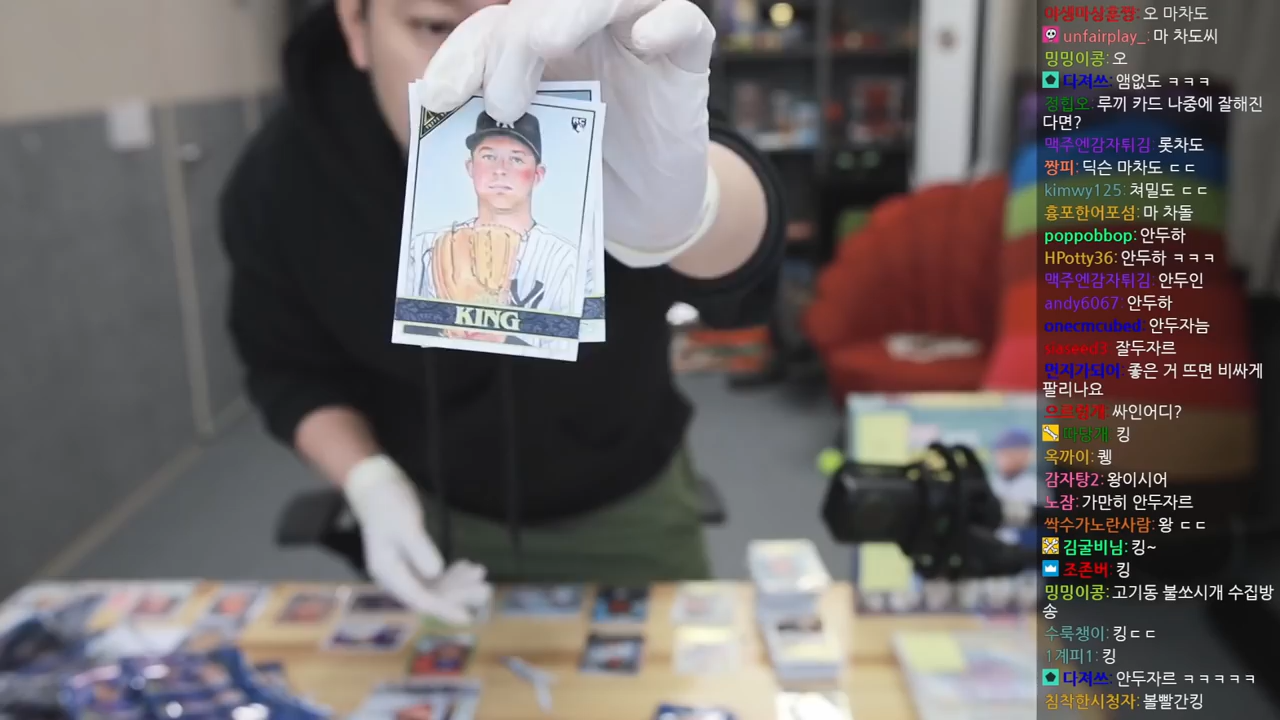 KING
RC
야생마상혼령: 오 마차도
unfairplay_: 마 차도씨
밍밍이콩: 오
다져쓰: 앰없도 ㅋㅋㅋ
정힙오: 루끼 카드 나중에 잘해진
다면?
맥주엔감자튀김: 롯차도
짱피: 딕슨 마차도 ㄷㄷ
kimwy125: 쳐밀도 ㄷㄷ
흉포한어포섬: 마 차돌
poppobbop: 안두하
HPotty36: 안두하 ㅋㅋㅋ
맥주엔감자튀김: 안두인
andy6067: 안두하
onecmcubed: 안두자늠
paseed3: 잘두자르
먼지가되어: 좋은 거 뜨면 비싸게
팔리나요
싸인어디?
따당개: 킹
옥까이: 퀭
감자탕2: 왕이시어
노잠: 가만히 안두자르
싹수가노란사람: 왕 ㄷㄷ
김굴비님: 킹~
조존버: 킹
밍밍이콩: 고기동 불쏘시개 수집방
송
수룩챙이: 킹ㄷㄷ
1계피1: 킹
다져쓰: 안두자르 ㅋㅋㅋㅋㅋ
침착한시청자: 볼빨간킹